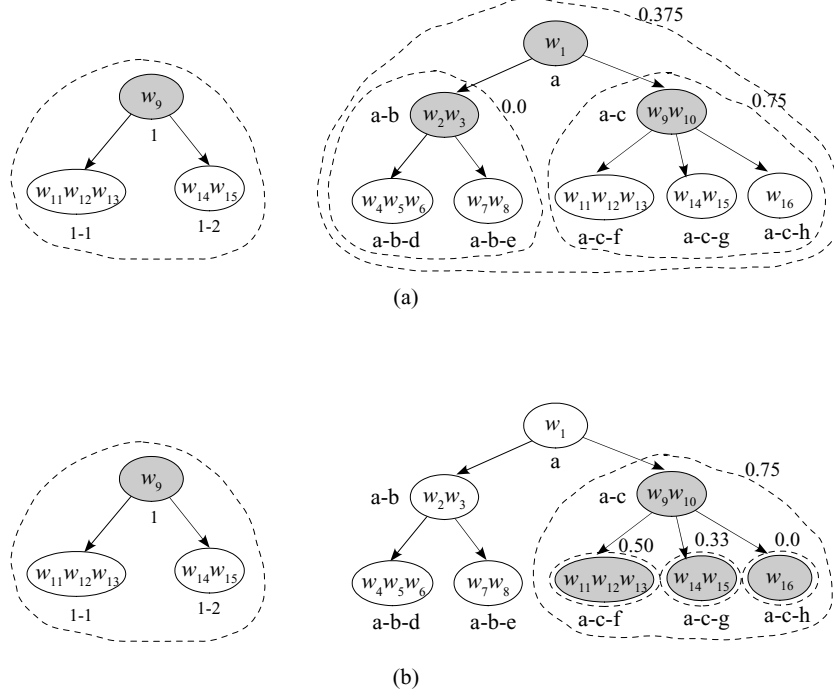 0.375
w1
a
w9
1
a-b
w2w3
0.0
a-c
w9w10
0.75
w11w12w13
1-1
w14w15
1-2
w4w5w6
a-b-d
w7w8
a-b-e
w11w12w13
a-c-f
w14w15
a-c-g
w16
a-c-h
(a)
w1
a
w9
1
a-b
w2w3
a-c
w9w10
0.75
w11w12w13
1-1
w14w15
1-2
w4w5w6
a-b-d
w7w8
a-b-e
0.50
w11w12w13
a-c-f
0.33
w14w15
a-c-g
0.0
w16
a-c-h
(b)